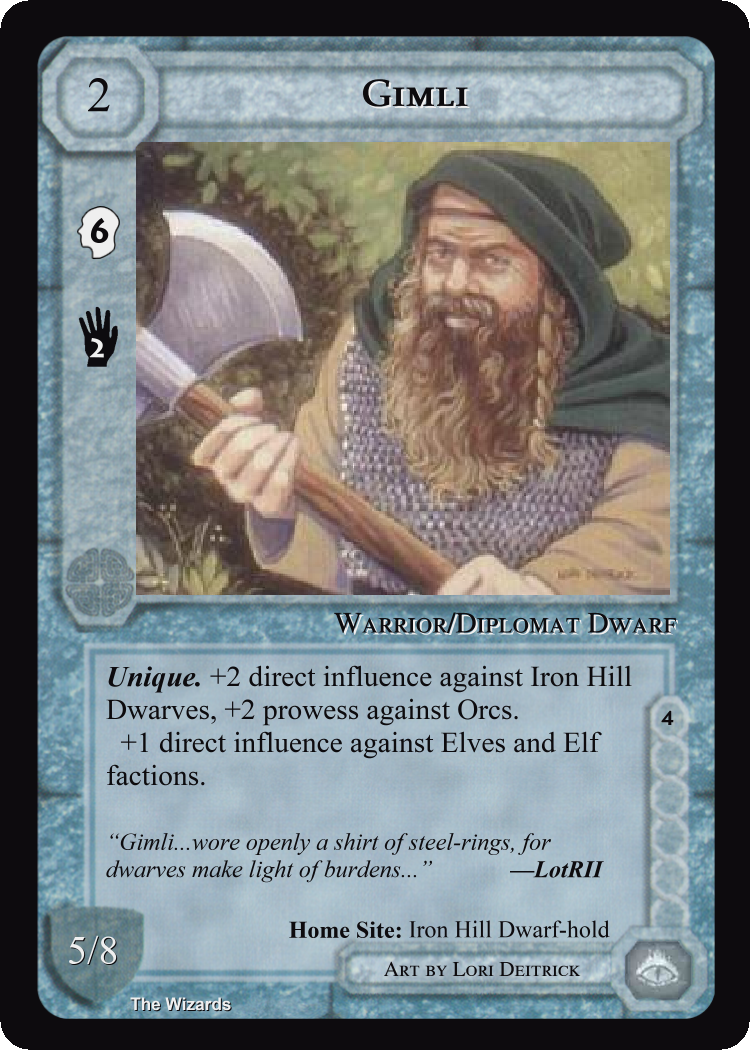 2
Gimli
6
2
Lori Deitrick
Warrior/Diplomat Dwarf
Unique. +2 direct influence against Iron Hill
Dwarves, +2 prowess against Orcs.
+1 direct influence against Elves and Elf
factions.
4
“Gimli...wore openly a shirt of steel-rings, for
dwarves make light of burdens...” —LotRII
Home Site: Iron Hill Dwarf-hold
5/8
Art by Lori Deitrick
The Wizards